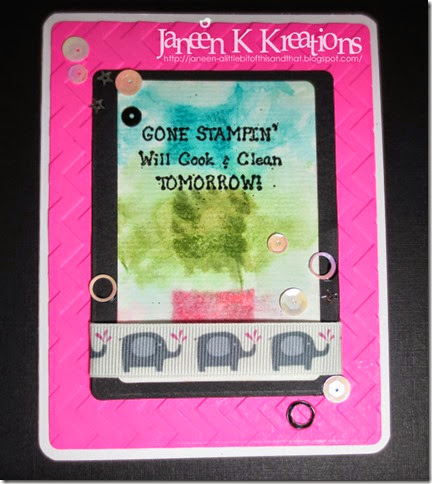 Janeen K Kreations
http://janeen-alittlebitofthisandthat.blogspot.com/
GONE STAMPIN'
Will Cook & Clean
TOMORROW!